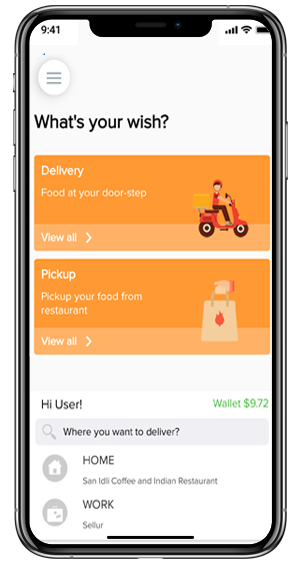 9:41
What's your wish?
Delivery
Food at your door-step
View all
Pickup
Pickup your food from
restaurant
View all
Hi User!
Wallet $9.72
Where you want to deliver?
HOME
San Idli Coffee and Indian Restaurant
WORK
Sellur